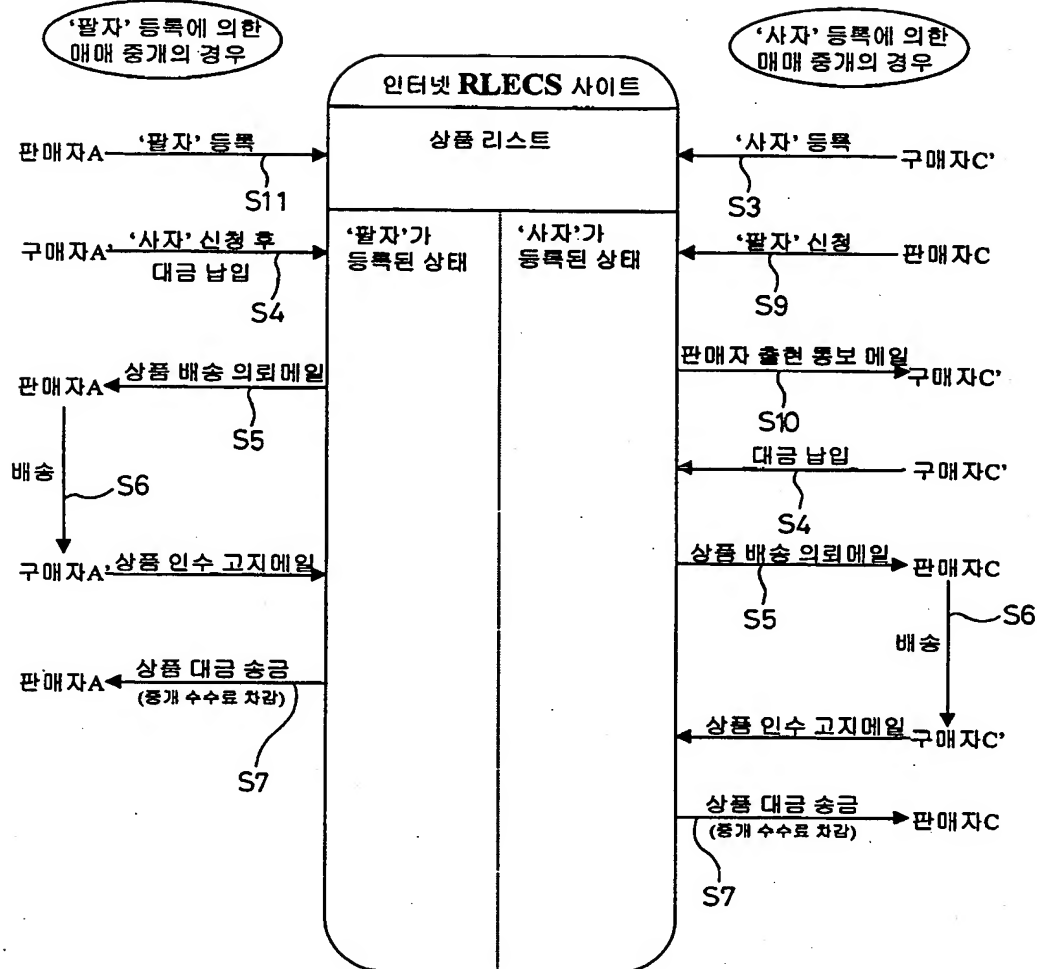 ‘팔자’ 등록에 의한
매매 중개의 경우
‘사자’ 등록에 의한
매매 중개의 경우
인터넷 RLECS 사이트
상품 리스트
‘팔자’가
등록된 상태
‘사자’가
등록된 상태
판매자A
‘팔자’ 등록
S11
구매자A’
‘사자’ 신청 후
대금 납입
S4
판매자A
상품 배송 의뢰메일
S5
배송
S6
구매자A’
상품 인수 고지메일
판매자A
상품 대금 송금
(중개 수수료 차감)
S7
‘사자’ 등록
구매자C’
S3
‘팔자’ 신청
판매자C
S9
판매자 출현 통보 메일
구매자C’
S10
대금 납입
구매자C’
S4
상품 배송 의뢰메일
판매자C
S5
S6
배송
상품 인수 고지메일
구매자C’
상품 대금 송금
(중개 수수료 차감)
판매자C
S7